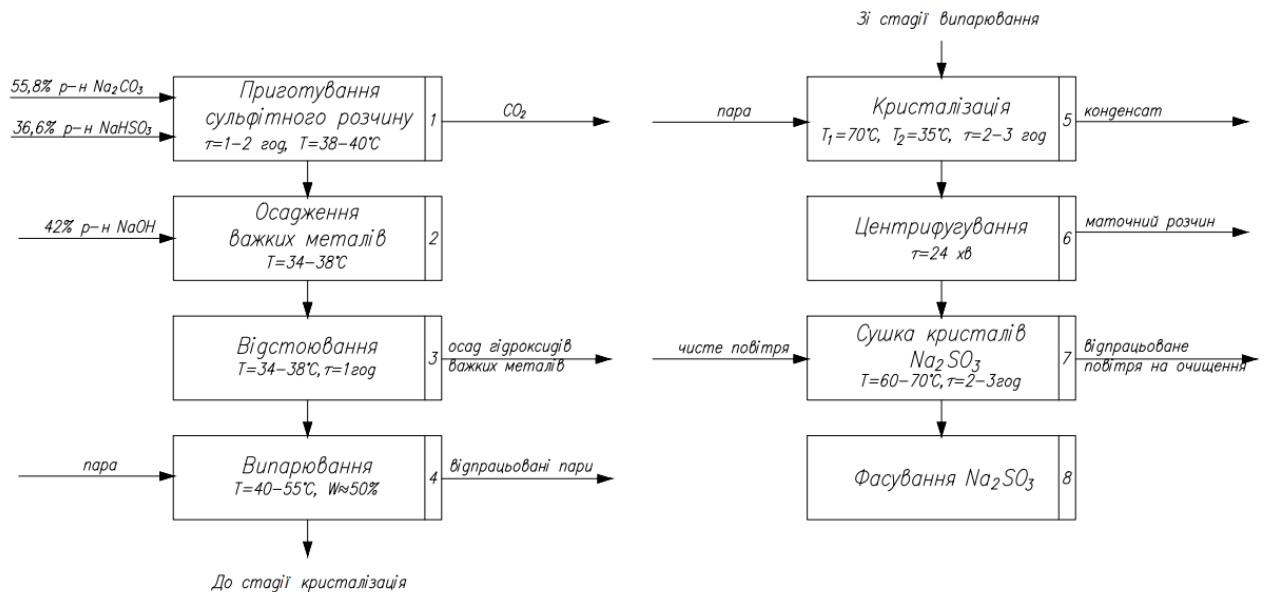 55,8% р-н Na₂CO₃
36,6% р-н NaHSO₃
Приготування
сульфітного розчину
τ=1-2 год, T=38-40°C
1
CO₂
42% р-н NaOH
Осадження
важких металів
T=34-38°C
2
Відстоювання
T=34-38°C, τ=1год
3
осад гідроксидів
важких металів
пара
Випарювання
T=40-55°C, W≈50%
4
відпрацьовані пари
До стадії кристалізація
Зі стадії випарювання
пара
Кристалізація
T₁=70°C, T₂=35°C, τ=2-3 год
5
конденсат
Центрифугування
τ=24 хв
6
маточний розчин
чисте повітря
Сушка кристалів
Na₂SO₃
T=60-70°C, τ=2-3год
7
відпрацьоване
повітря на очищення
Фасування Na₂SO₃
8